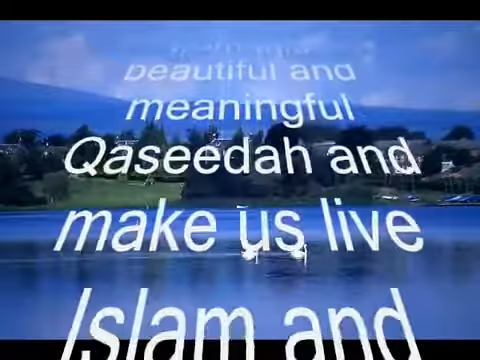 beautiful and
meaningful
Qaseedah and
make us live
Islam and